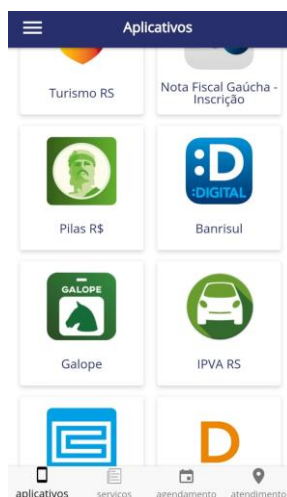 Aplicativos
Turismo RS
Nota Fiscal Gaúcha -
Inscrição
:D
:DIGITAL
Pilas R$
Banrisul
GALOPE
Galope
IPVA RS
D
aplicativos
serviços
agendamento
atendimento